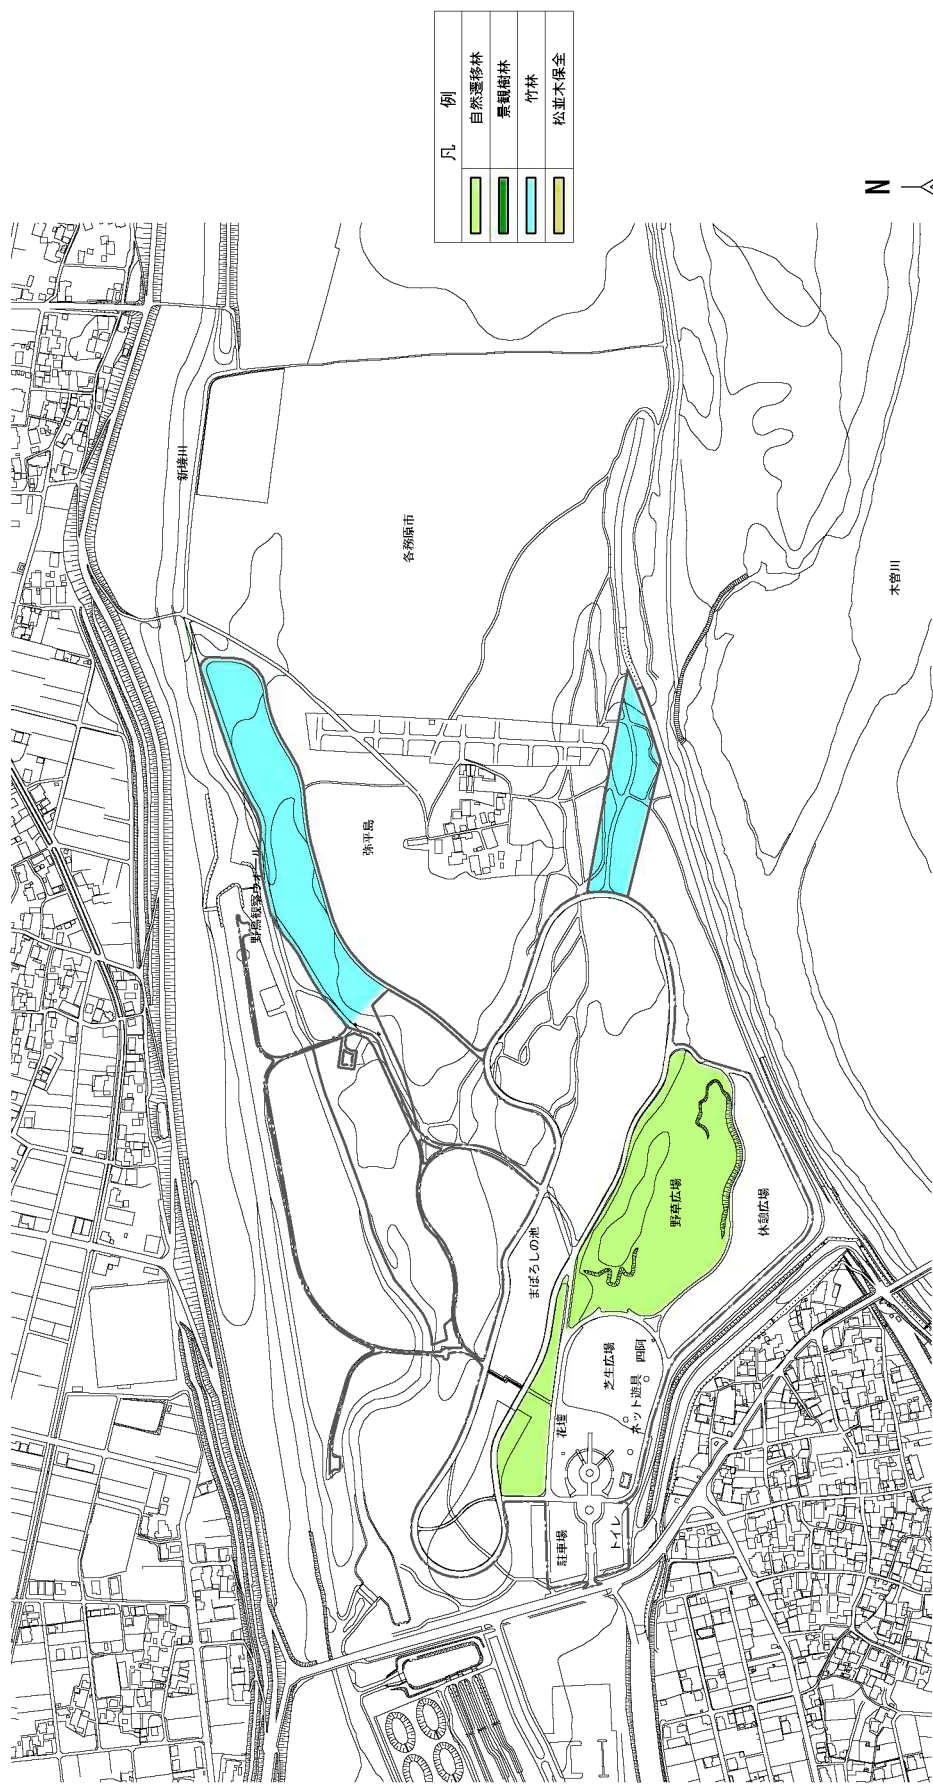 凡　例
自然遷移林
景観樹林
竹林
松並木保全
N
新境川
各務原市
木曽川
野鳥観察ウォール
弥平島
まぼろしの池
野草広場
休憩広場
芝生広場
四阿
ネット遊具
花壇
駐車場
トイレ